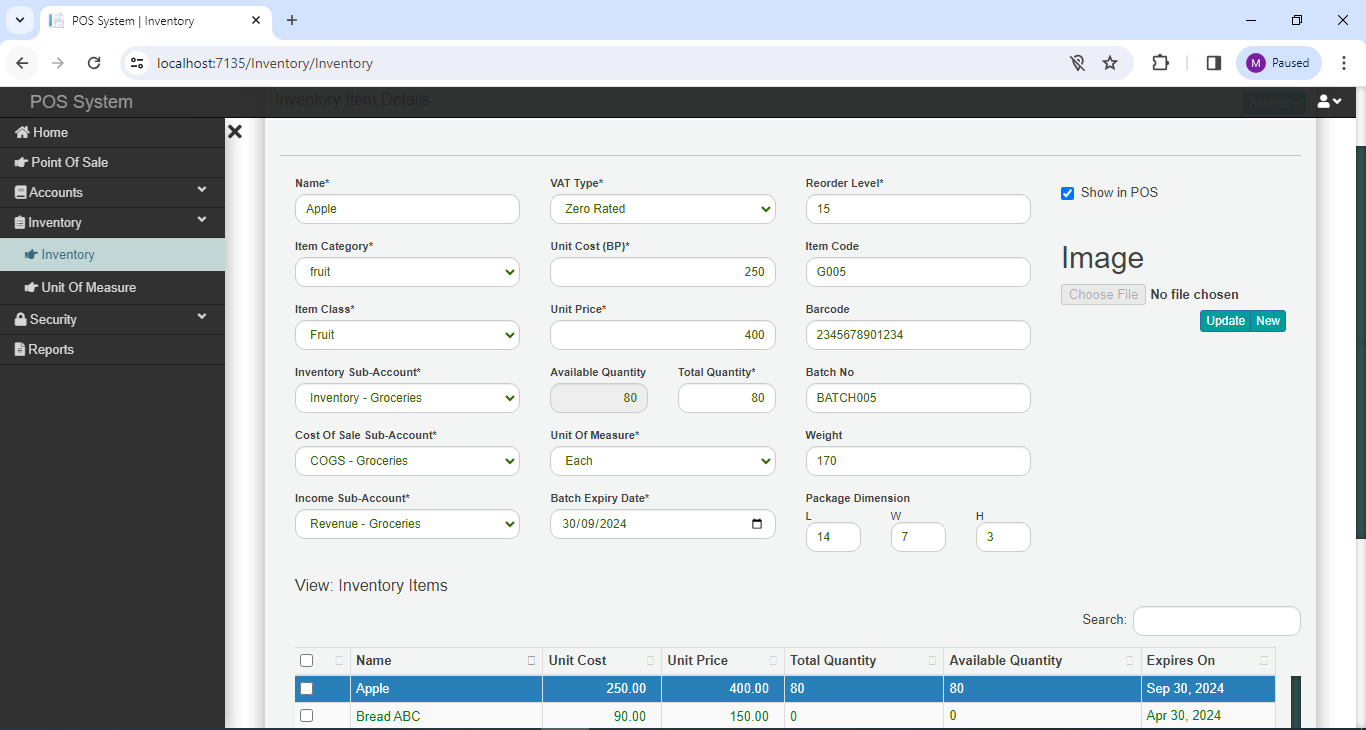 POS System | Inventory
localhost:7135/Inventory/Inventory
M Paused
POS System
Inventory Item Details
Actions
Home
Point Of Sale
Accounts
Inventory
Inventory
Unit Of Measure
Security
Reports
Name* VAT Type* Reorder Level* Show in POS
Apple Zero Rated 15
Item Category* Unit Cost (BP)* Item Code
fruit 250 G005
Image
Choose File No file chosen
Update New
Item Class* Unit Price* Barcode
Fruit 400 2345678901234
Inventory Sub-Account* Available Quantity Total Quantity* Batch No
Inventory - Groceries 80 80 BATCH005
Cost Of Sale Sub-Account* Unit Of Measure* Weight
COGS - Groceries Each 170
Income Sub-Account* Batch Expiry Date* Package Dimension
L W H
Revenue - Groceries 30/09/2024 14 7 3
View: Inventory Items
Search:
Name Unit Cost Unit Price Total Quantity Available Quantity Expires On
Apple 250.00 400.00 80 80 Sep 30, 2024
Bread ABC 90.00 150.00 0 0 Apr 30, 2024